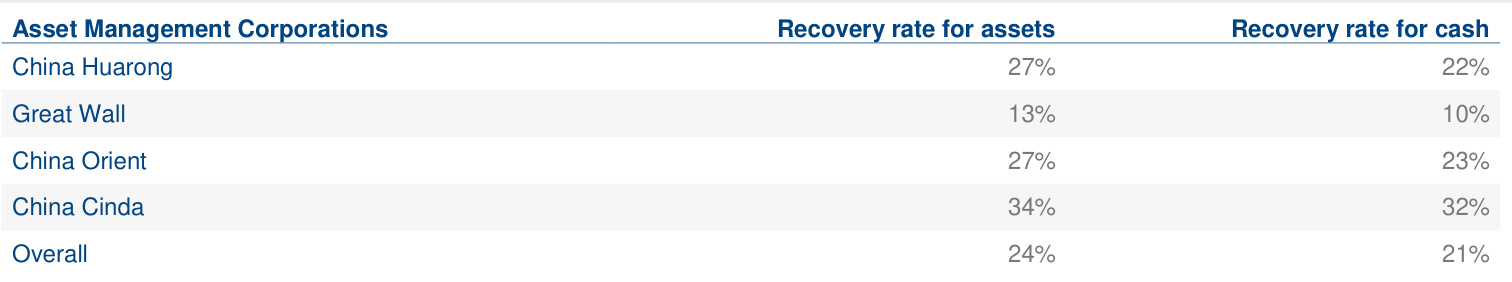 Asset Management Corporations Recovery rate for assets Recovery rate for cash
China Huarong 27% 22%
Great Wall 13% 10%
China Orient 27% 23%
China Cinda 34% 32%
Overall 24% 21%